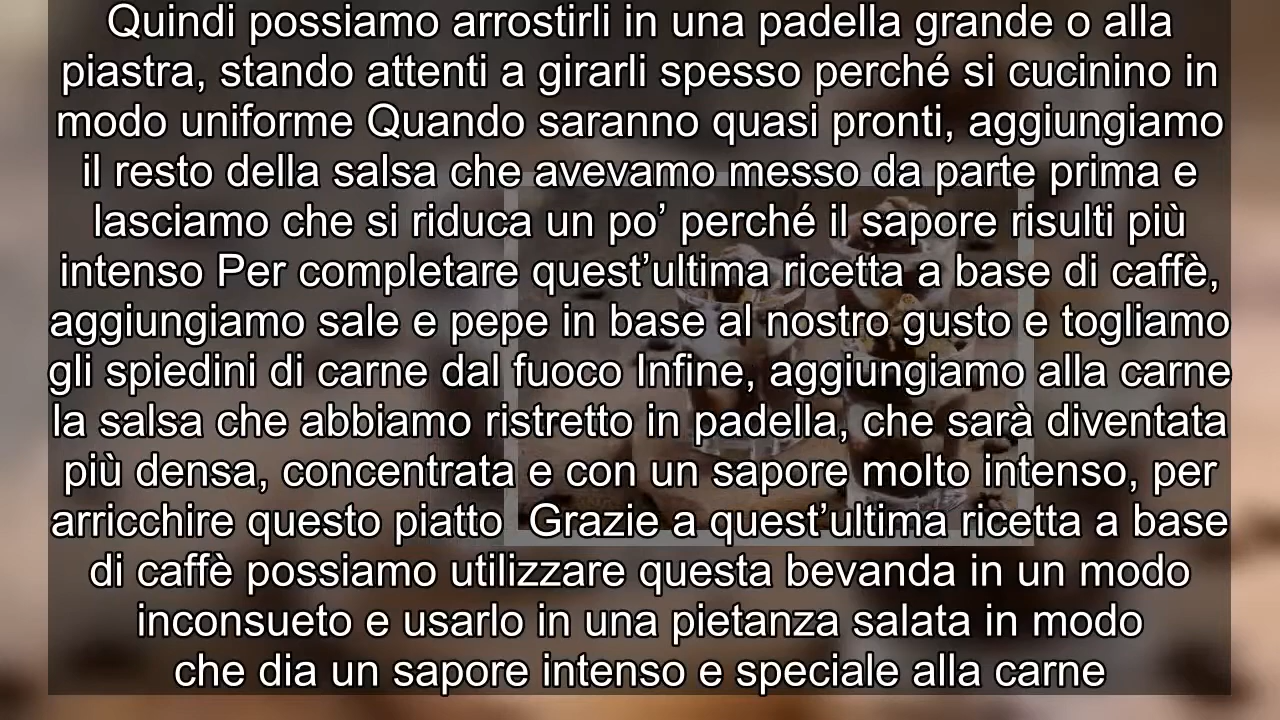 Quindi possiamo arrostirli in una padella grande o alla
piastra, stando attenti a girarli spesso perché si cucinino in
modo uniforme Quando saranno quasi pronti, aggiungiamo
il resto della salsa che avevamo messo da parte prima e
lasciamo che si riduca un po’ perché il sapore risulti più
intenso Per completare quest’ultima ricetta a base di caffè,
aggiungiamo sale e pepe in base al nostro gusto e togliamo
gli spiedini di carne dal fuoco Infine, aggiungiamo alla carne
la salsa che abbiamo ristretto in padella, che sarà diventata
più densa, concentrata e con un sapore molto intenso, per
arricchire questo piatto  Grazie a quest’ultima ricetta a base
di caffè possiamo utilizzare questa bevanda in un modo
inconsueto e usarlo in una pietanza salata in modo
che dia un sapore intenso e speciale alla carne